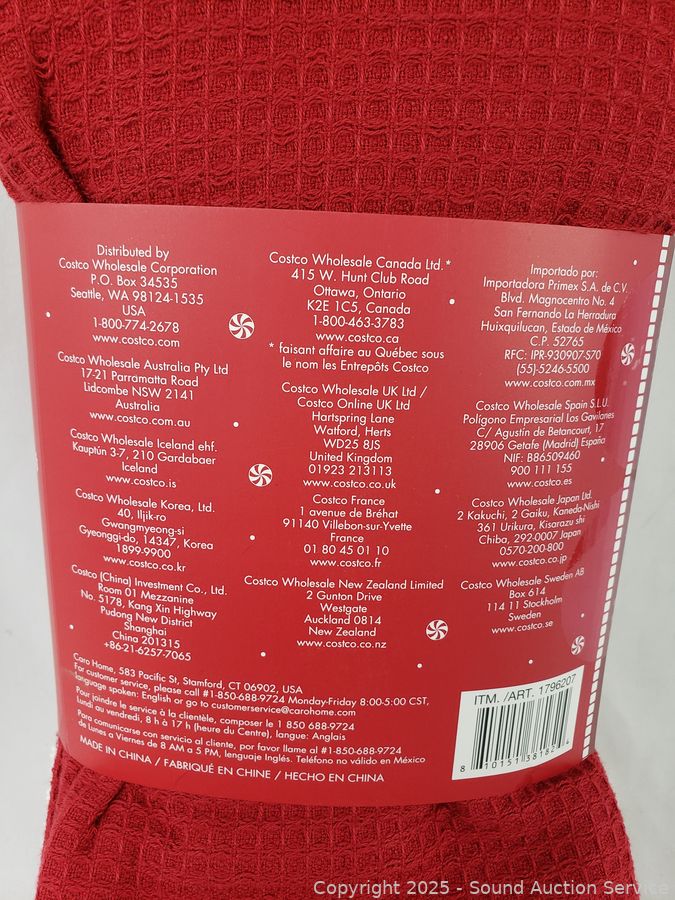 Distributed by
Costco Wholesale Corporation
P.O. Box 34535
Seattle, WA 98124-1535
USA
1-800-774-2678
www.costco.com
Costco Wholesale Australia Pty Ltd
17-21 Parramatta Road
Lidcombe NSW 2141
Australia
www.costco.com.au
Costco Wholesale Iceland ehf.
Kauptún 3-7, 210 Gardabaer
Iceland
www.costco.is
Costco Wholesale Korea, Ltd.
40, Iljik-ro
Gwangmyeong-si
Gyeonggi-do, 14347, Korea
1899-9900
www.costco.co.kr
Costco (China) Investment Co., Ltd.
Room 01 Mezzanine
No. 5178, Kang Xin Highway
Pudong New District
Shanghai
China 201315
+86-21-6257-7065
Costco Wholesale Canada Ltd.*
415 W. Hunt Club Road
Ottawa, Ontario
K2E 1C5, Canada
1-800-463-3783
www.costco.ca
* faisant affaire au Québec sous
le nom les Entrepôts Costco
Costco Wholesale UK Ltd /
Costco Online UK Ltd
Hartspring Lane
Watford, Herts
WD25 8JS
United Kingdom
01923 213113
www.costco.co.uk
Costco France
1 avenue de Bréhat
91140 Villebon-sur-Yvette
France
01 80 45 01 10
www.costco.fr
Costco Wholesale New Zealand Limited
2 Gunton Drive
Westgate
Auckland 0814
New Zealand
www.costco.co.nz
Importado por:
Importadora Primex S.A. de C.V.
Blvd. Magnocentro No. 4
San Fernando La Herradura
Huixquilucan, Estado de México
C.P. 52765
RFC: IPR-930907-S70
(55)-5246-5500
www.costco.com.mx
Costco Wholesale Spain S.L.U.
Polígono Empresarial Los Gavilanes
C/ Agustín de Betancourt, 17
28906 Getafe (Madrid) España
NIF: B86509460
900 111 155
www.costco.es
Costco Wholesale Japan Ltd.
2 Kakuchi, 2 Gaiku, Kaneda-Nishi
361 Urikura, Kisarazu shi
Chiba, 292-0007 Japan
0570-200-800
www.costco.co.jp
Costco Wholesale Sweden AB
Box 614
114 11 Stockholm
Sweden
www.costco.se
Caro Home, 583 Pacific St, Stamford, CT 06902, USA
For customer service, please call #1-850-688-9724 Monday-Friday 8:00-5:00 CST,
language spoken: English or go to customerservice@carohome.com
Pour joindre le service à la clientèle, composer le 1 850 688-9724
Lundi au vendredi, 8 h à 17 h (heure du Centre), langue: Anglais
Para comunicarse con servicio al cliente, por favor llame al #1-850-688-9724
de Lunes a Viernes de 8 AM a 5 PM, lenguaje Inglés. Teléfono no válido en México
MADE IN CHINA / FABRIQUÉ EN CHINE / HECHO EN CHINA
ITM. /ART. 1796207
8 10151 38182 4
Copyright 2025 - Sound Auction Service